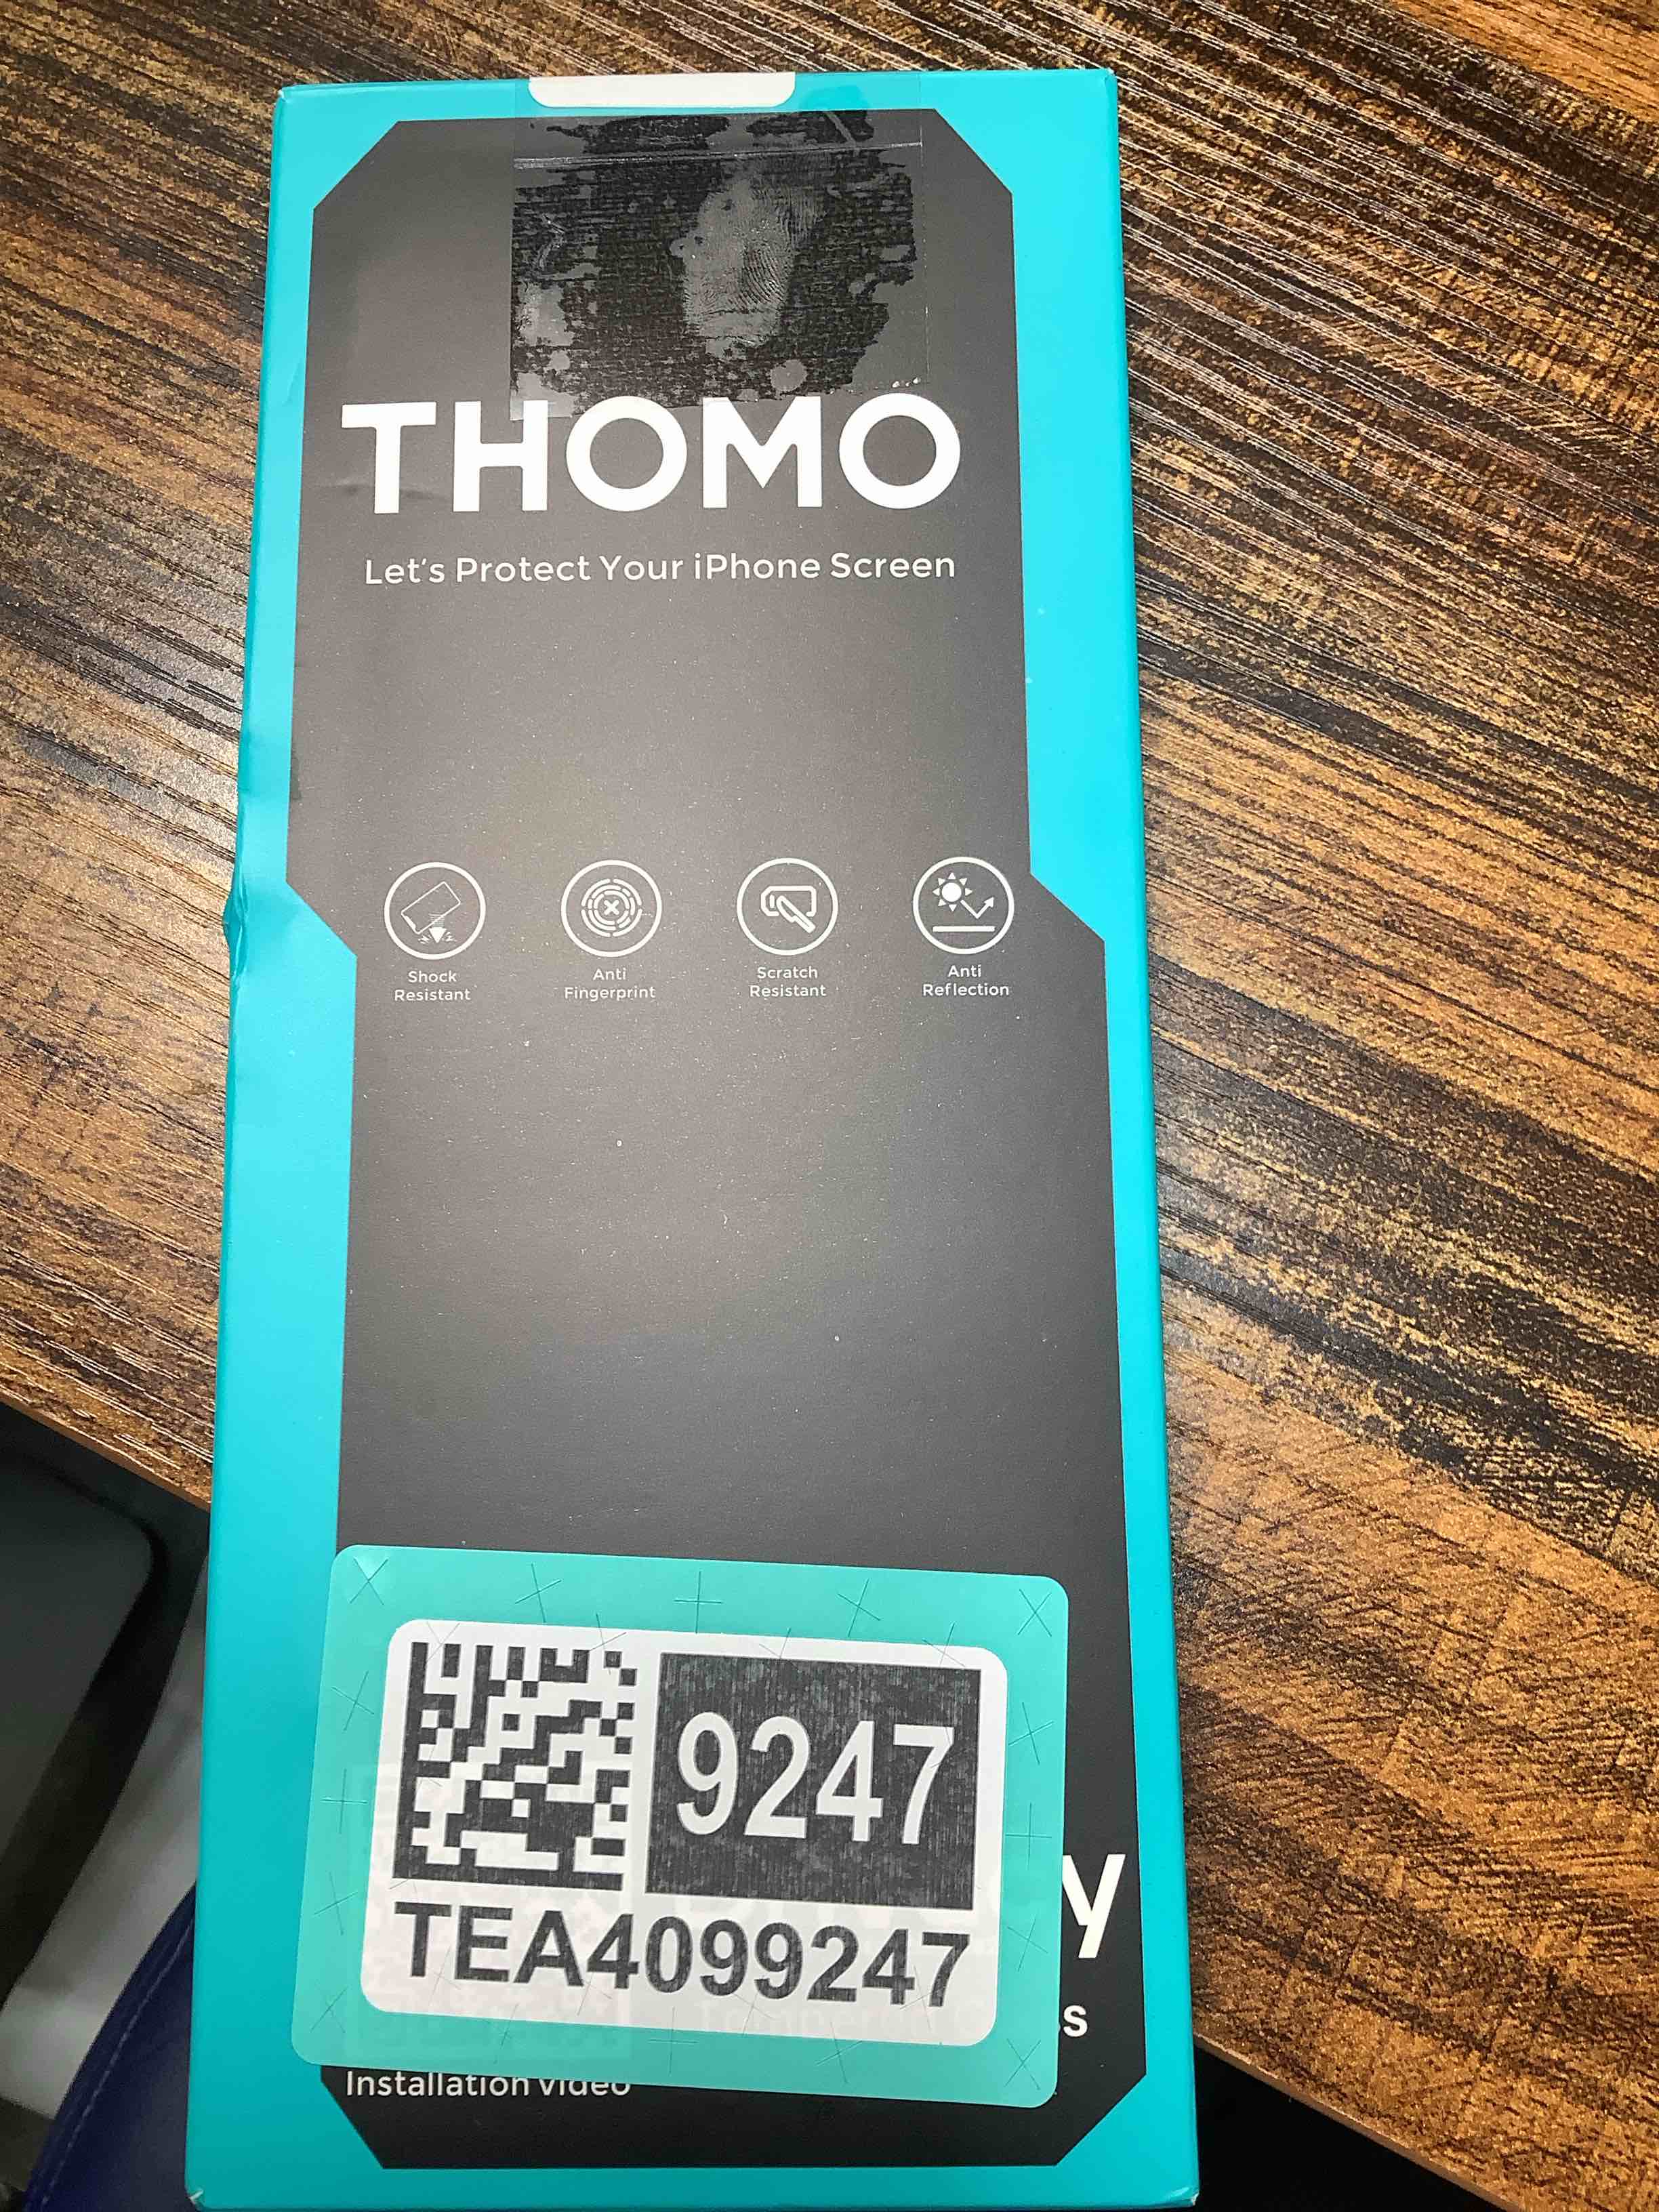 THOMO
Let's Protect Your iPhone Screen
Shock
Resistant
Anti
Fingerprint
Scratch
Resistant
Anti
Reflection
9247
TEA4099247
Installation Video